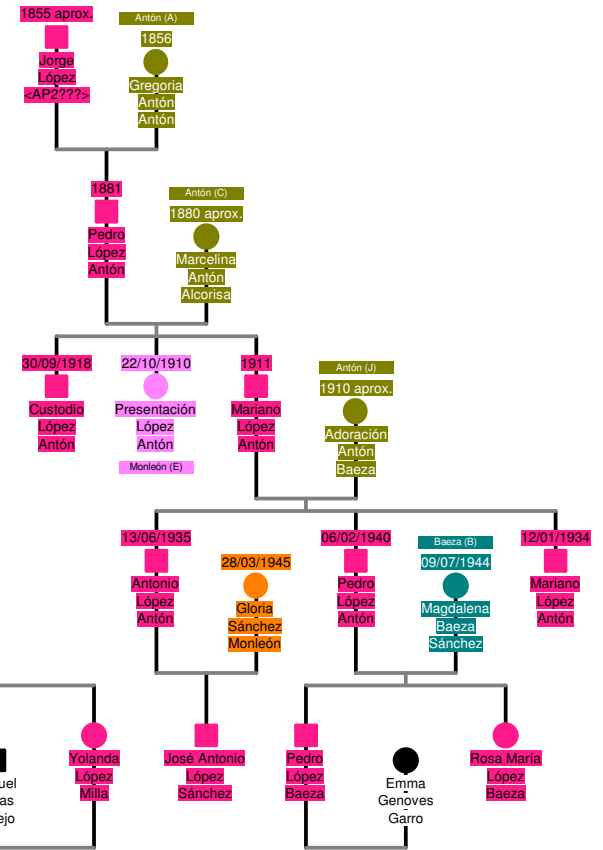 1855 aprox.
Jorge
López
<AP2???>
Antón (A)
1856
Gregoria
Antón
Antón
1881
Pedro
López
Antón
Antón (C)
1880 aprox.
Marcelina
Antón
Alcorisa
30/09/1918
Custodio
López
Antón
22/10/1910
Presentación
López
Antón
Monleón (E)
1911
Mariano
López
Antón
Antón (J)
1910 aprox.
Adoración
Antón
Baeza
13/06/1935
Antonio
López
Antón
28/03/1945
Gloria
Sánchez
Monleón
06/02/1940
Pedro
López
Antón
Baeza (B)
09/07/1944
Magdalena
Baeza
Sánchez
12/01/1934
Mariano
López
Antón
uel
as
ejo
Yolanda
López
Milla
José Antonio
López
Sánchez
Pedro
López
Baeza
Emma
Genoves
Garro
Rosa María
López
Baeza